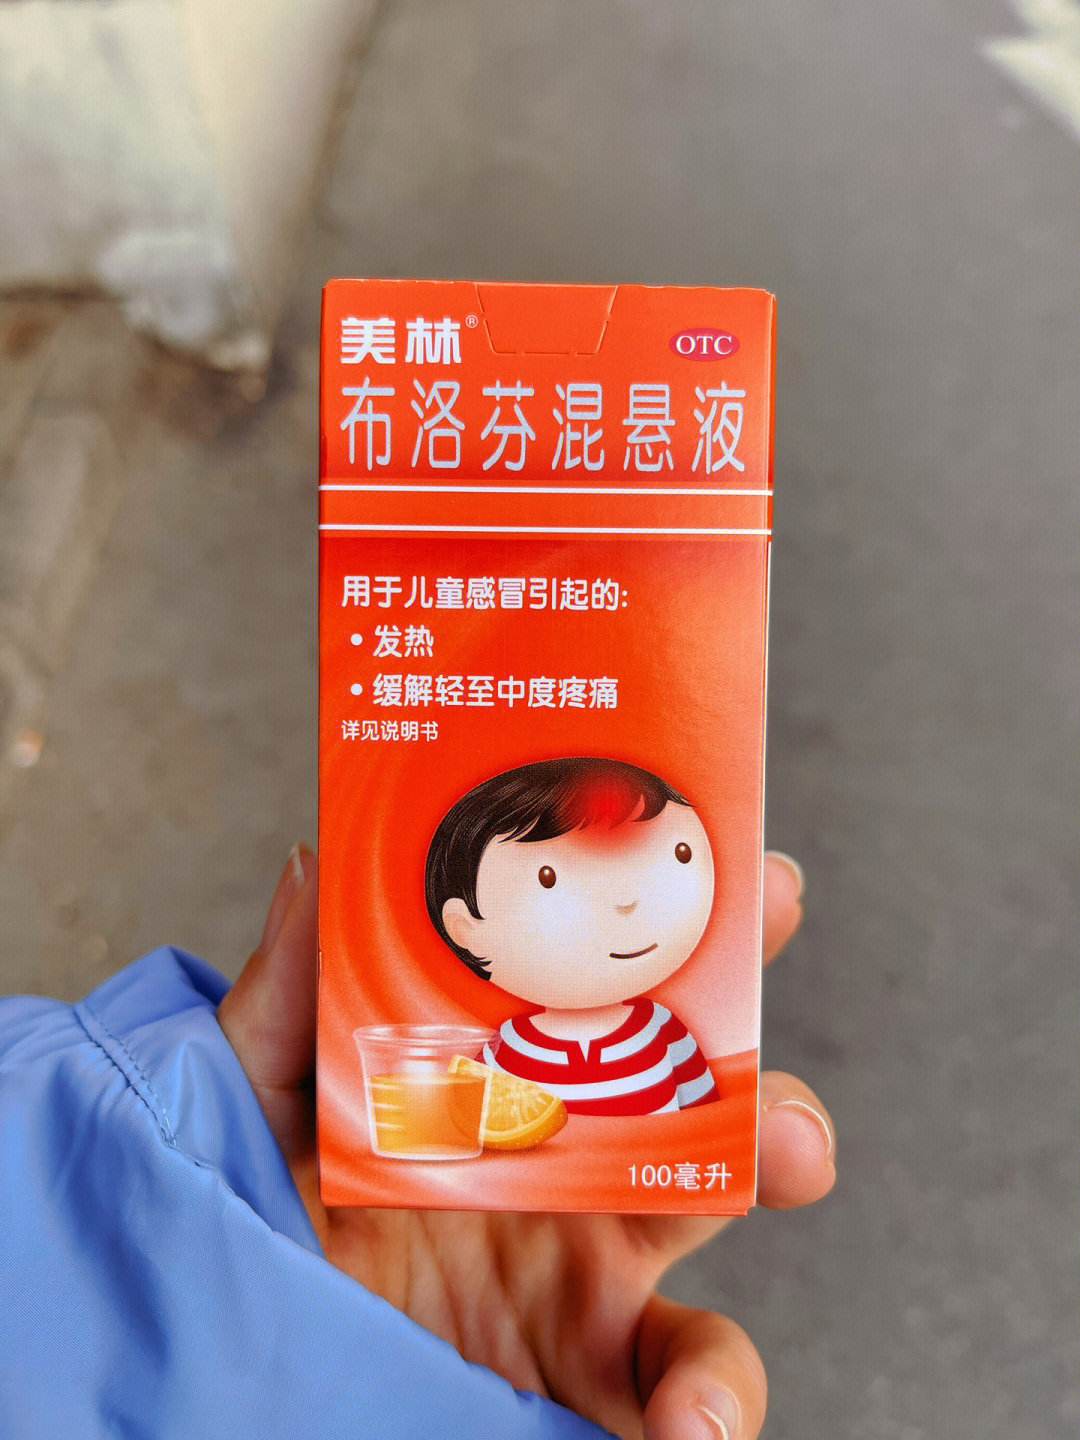 美林®
OTC
布洛芬混悬液
用于儿童感冒引起的:
•发热
•缓解轻至中度疼痛
详见说明书
100毫升